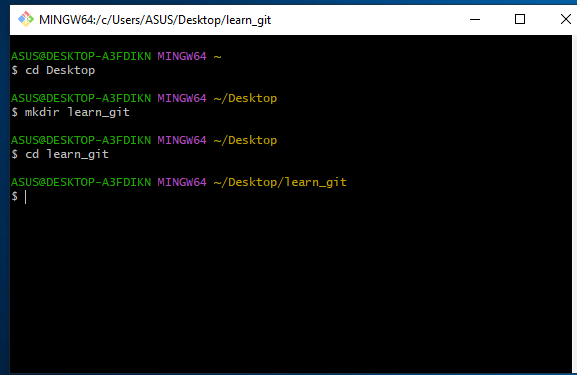 MINGW64:/c/Users/ASUS/Desktop/learn_git
ASUS@DESKTOP-A3FDIKN MINGW64 ~
$ cd Desktop
ASUS@DESKTOP-A3FDIKN MINGW64 ~/Desktop
$ mkdir learn_git
ASUS@DESKTOP-A3FDIKN MINGW64 ~/Desktop
$ cd learn_git
ASUS@DESKTOP-A3FDIKN MINGW64 ~/Desktop/learn_git
$